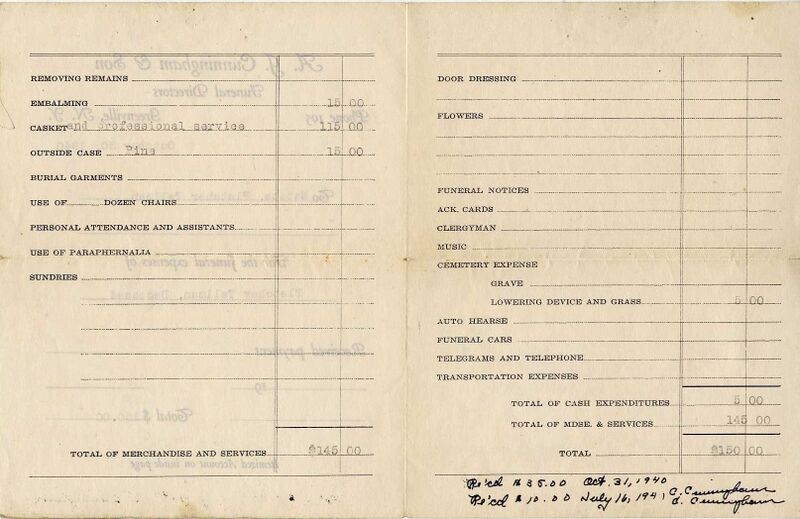 REMOVING REMAINS
EMBALMING 15 00
CASKET and professional service 115 00
OUTSIDE CASE Pine 15 00
BURIAL GARMENTS
USE OF DOZEN CHAIRS
PERSONAL ATTENDANCE AND ASSISTANTS
USE OF PARAPHERNALIA
SUNDRIES
TOTAL OF MERCHANDISE AND SERVICES $145 00
DOOR DRESSING
FLOWERS
FUNERAL NOTICES
ACK. CARDS
CLERGYMAN
MUSIC
CEMETERY EXPENSE
GRAVE
LOWERING DEVICE AND GRASS 5 00
AUTO HEARSE
FUNERAL CARS
TELEGRAMS AND TELEPHONE
TRANSPORTATION EXPENSES
TOTAL OF CASH EXPENDITURES 5 00
TOTAL OF MDSE. & SERVICES 145 00
TOTAL $150 00
Re'cd $35.00 Oct. 31, 1940 C. Cunningham
Re'cd $10.00 July 16, 1941 C. Cunningham